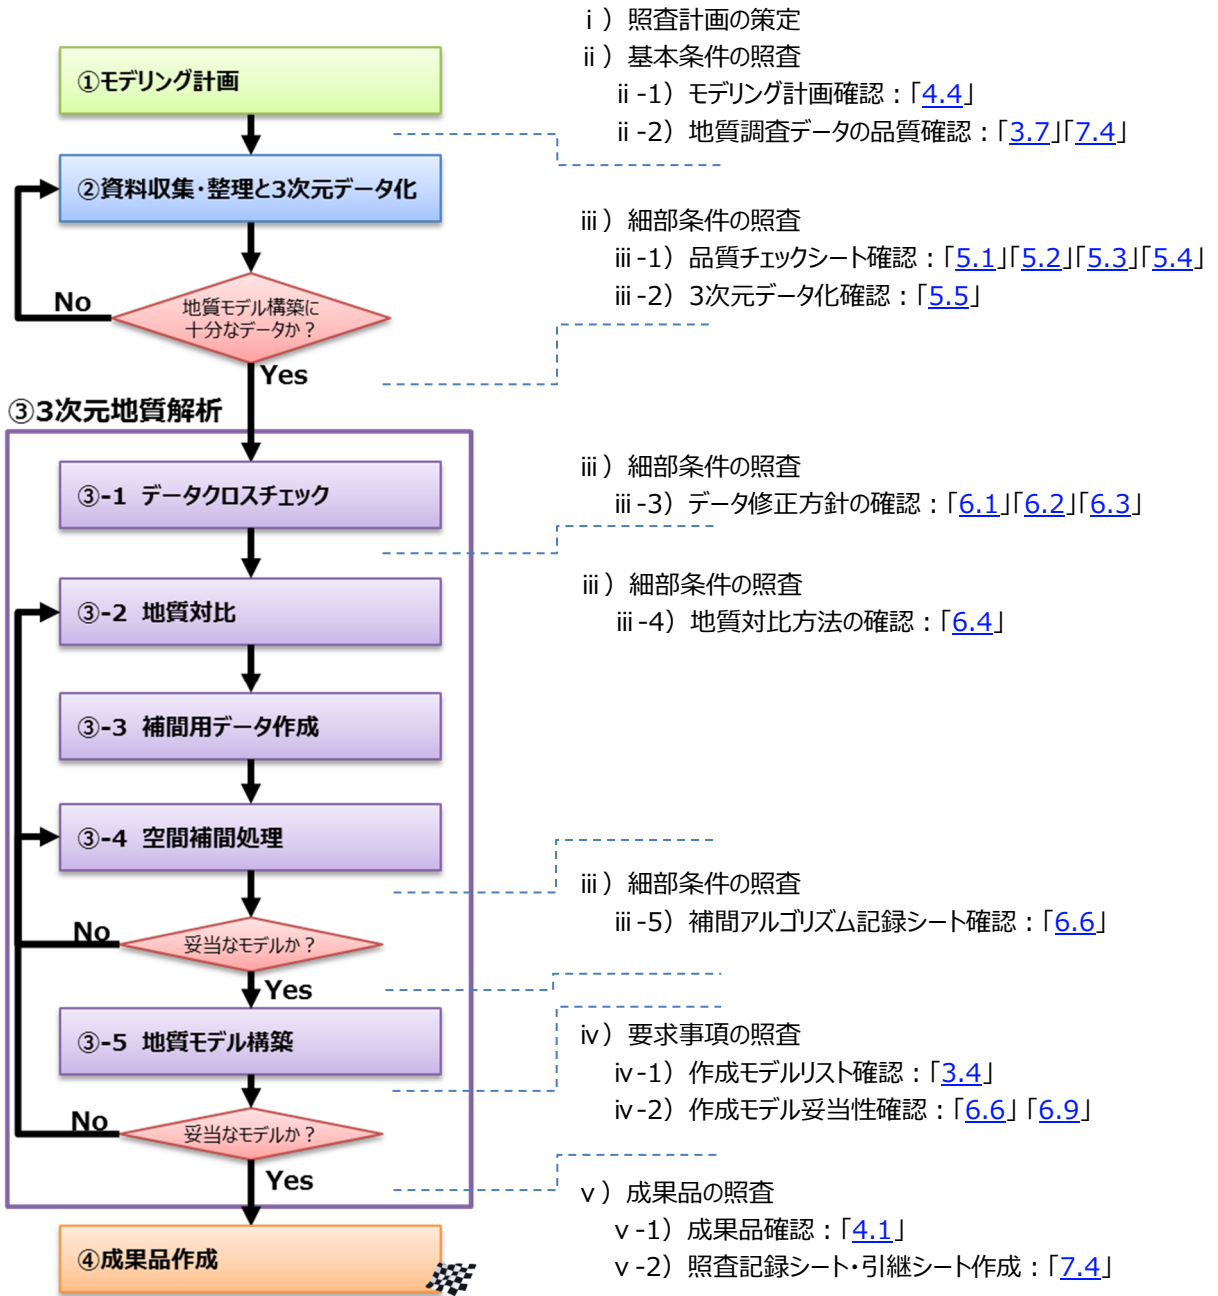 ⅰ）照査計画の策定
ⅱ）基本条件の照査
①モデリング計画
ⅱ-1）モデリング計画確認：「4.4」
ⅱ-2）地質調査データの品質確認：「3.7」「7.4」
②資料収集・整理と3次元データ化
ⅲ）細部条件の照査
ⅲ-1）品質チェックシート確認：「5.1」「5.2」「5.3」「5.4」
ⅲ-2）3次元データ化確認：「5.5」
No
地質モデル構築に
十分なデータか？
Yes
③3次元地質解析
ⅲ）細部条件の照査
③-1 データクロスチェック
ⅲ-3）データ修正方針の確認：「6.1」「6.2」「6.3」
ⅲ）細部条件の照査
③-2 地質対比
ⅲ-4）地質対比方法の確認：「6.4」
③-3 補間用データ作成
③-4 空間補間処理
ⅲ）細部条件の照査
ⅲ-5）補間アルゴリズム記録シート確認：「6.6」
No
妥当なモデルか？
Yes
③-5 地質モデル構築
ⅳ）要求事項の照査
ⅳ-1）作成モデルリスト確認：「3.4」
ⅳ-2）作成モデル妥当性確認：「6.6」「6.9」
No
妥当なモデルか？
Yes
ⅴ）成果品の照査
ⅴ-1）成果品確認：「4.1」
④成果品作成
ⅴ-2）照査記録シート・引継シート作成：「7.4」